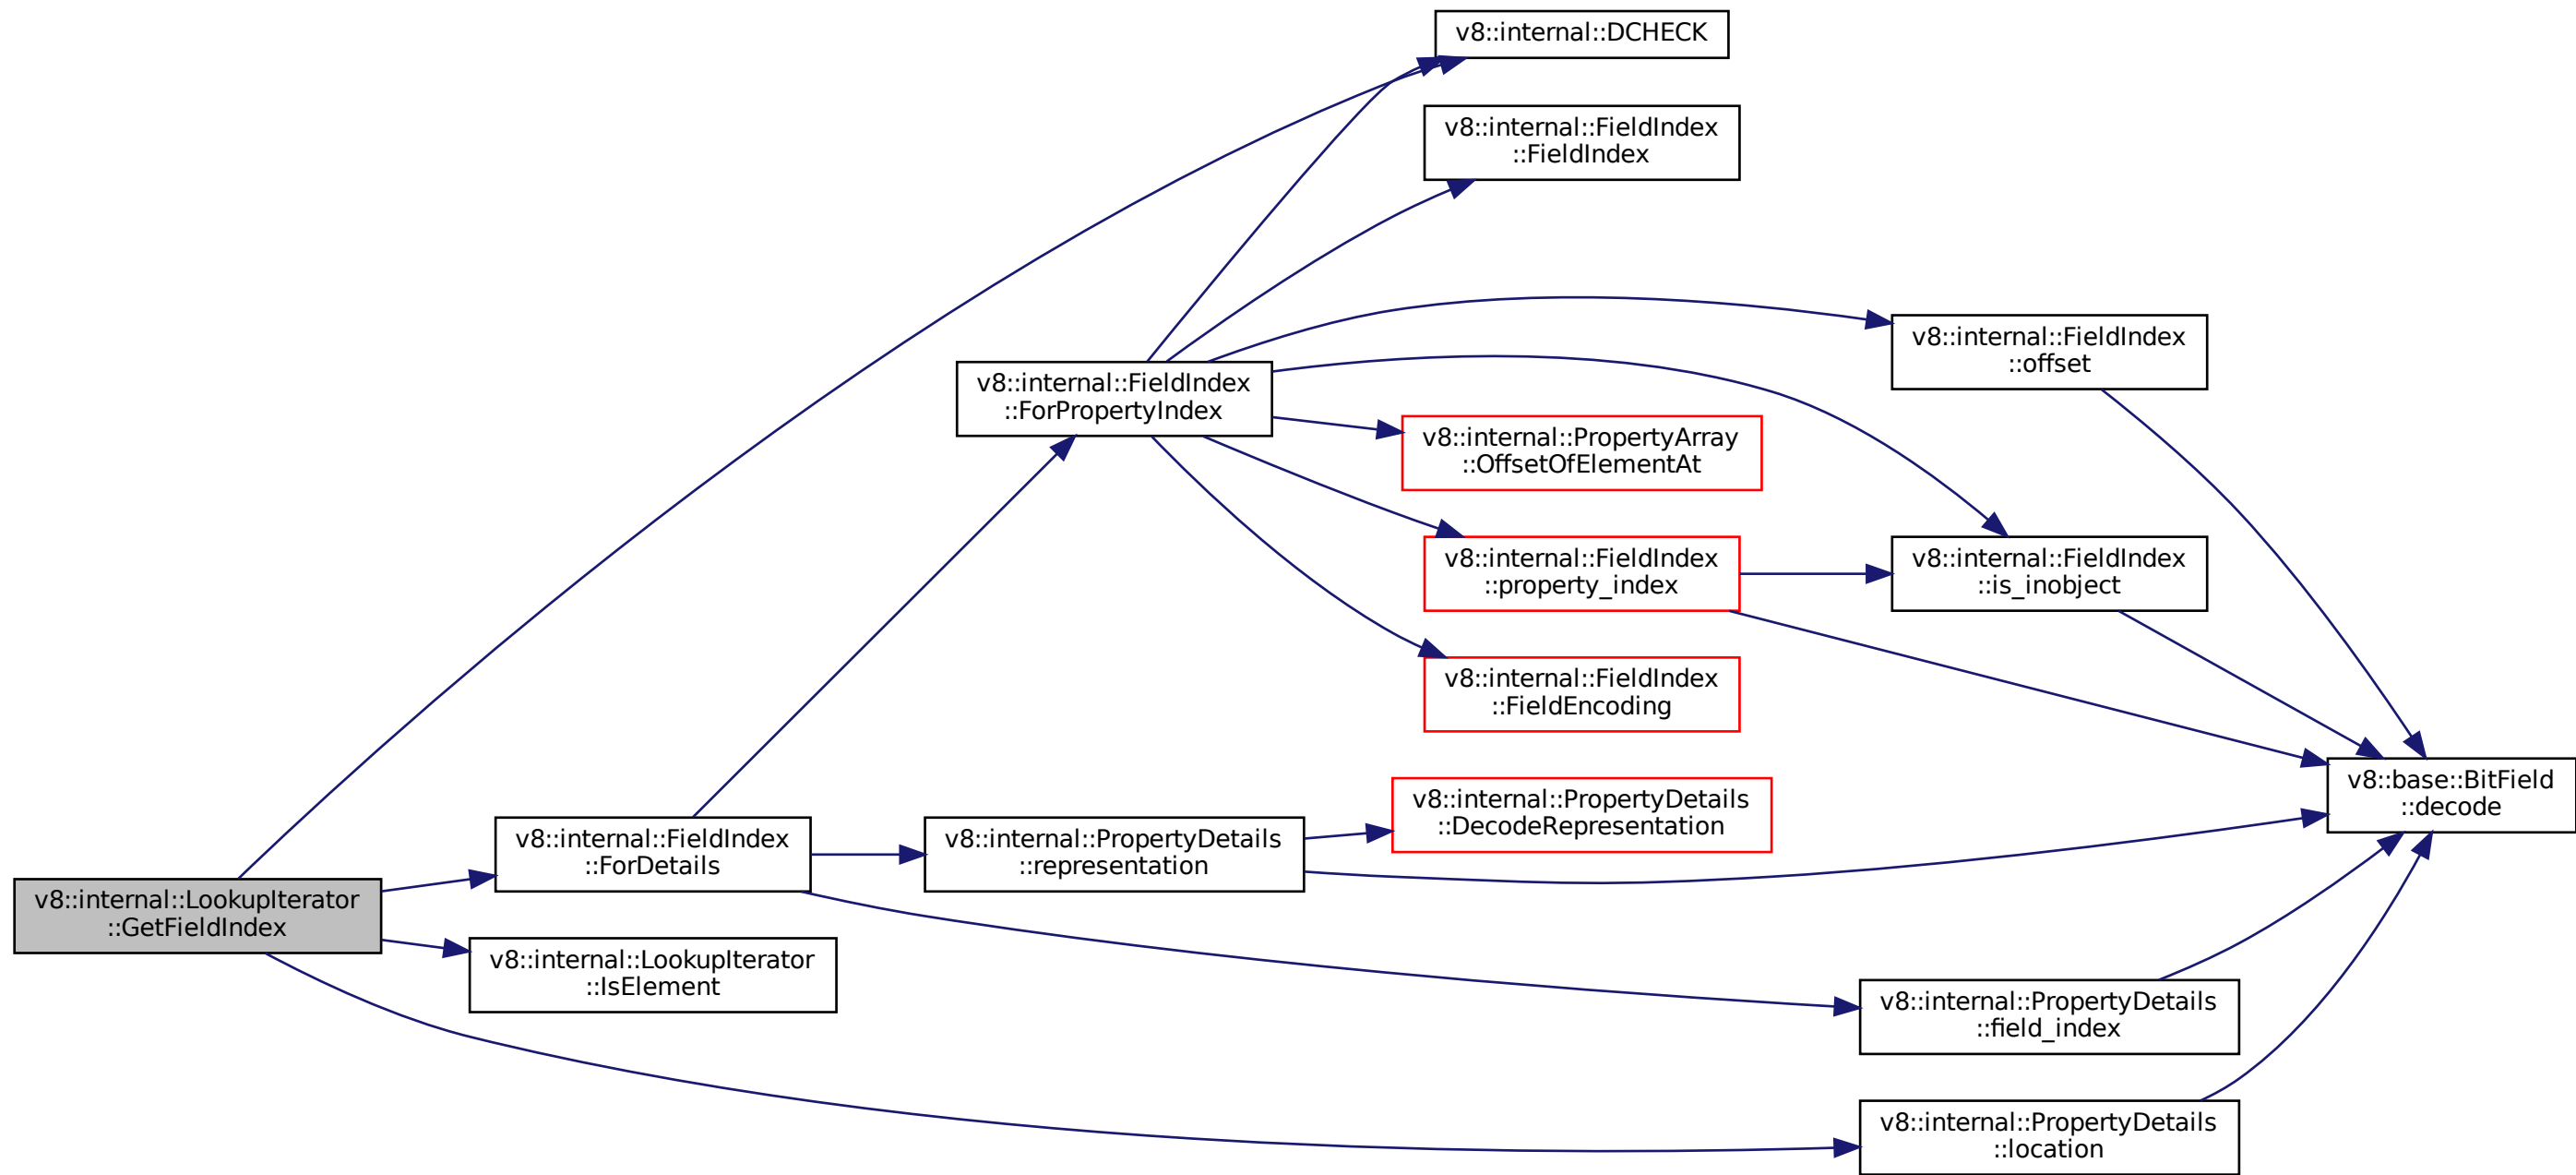 v8::internal::DCHECK
v8::internal::FieldIndex
::FieldIndex
v8::internal::FieldIndex
::offset
v8::internal::FieldIndex
::ForPropertyIndex
v8::internal::PropertyArray
::OffsetOfElementAt
v8::internal::FieldIndex
::property_index
v8::internal::FieldIndex
::is_inobject
v8::internal::FieldIndex
::FieldEncoding
v8::base::BitField
::decode
v8::internal::PropertyDetails
::DecodeRepresentation
v8::internal::FieldIndex
::ForDetails
v8::internal::PropertyDetails
::representation
v8::internal::LookupIterator
::GetFieldIndex
v8::internal::LookupIterator
::IsElement
v8::internal::PropertyDetails
::field_index
v8::internal::PropertyDetails
::location